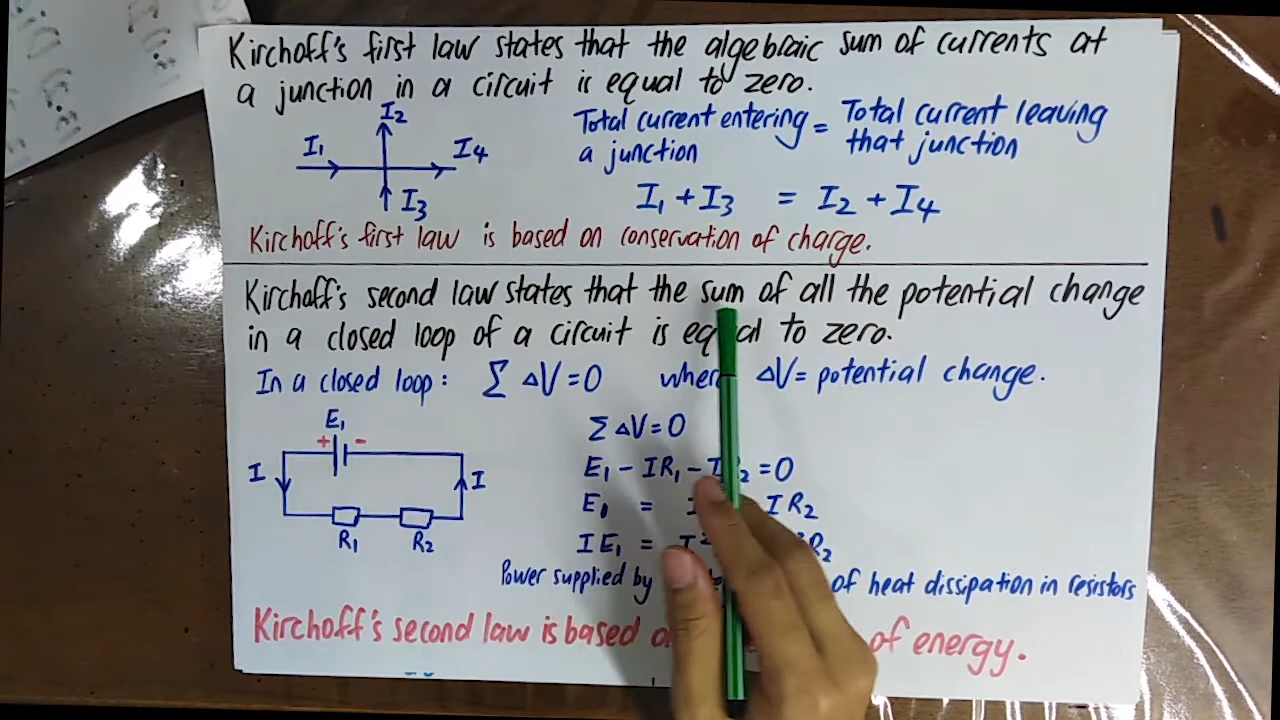 Kirchoff's first law states that the algebraic sum of currents at
a junction in a circuit is equal to zero.
I₂
I₁
I₄
I₃
Total current entering = Total current leaving
a junction that junction
I₁ + I₃ = I₂ + I₄
Kirchoff's first law is based on conservation of charge.
Kirchoff's second law states that the sum of all the potential change
in a closed loop of a circuit is equal to zero.
In a closed loop: Σ ΔV = 0 where ΔV = potential change.
E₁
+ -
I
I
R₁
R₂
Σ ΔV = 0
E₁ - IR₁ - IR₂ = 0
E₁ = IR₂
IE₁ = R₂
Power supplied by of heat dissipation in resistors
Kirchoff's second law is based of energy.